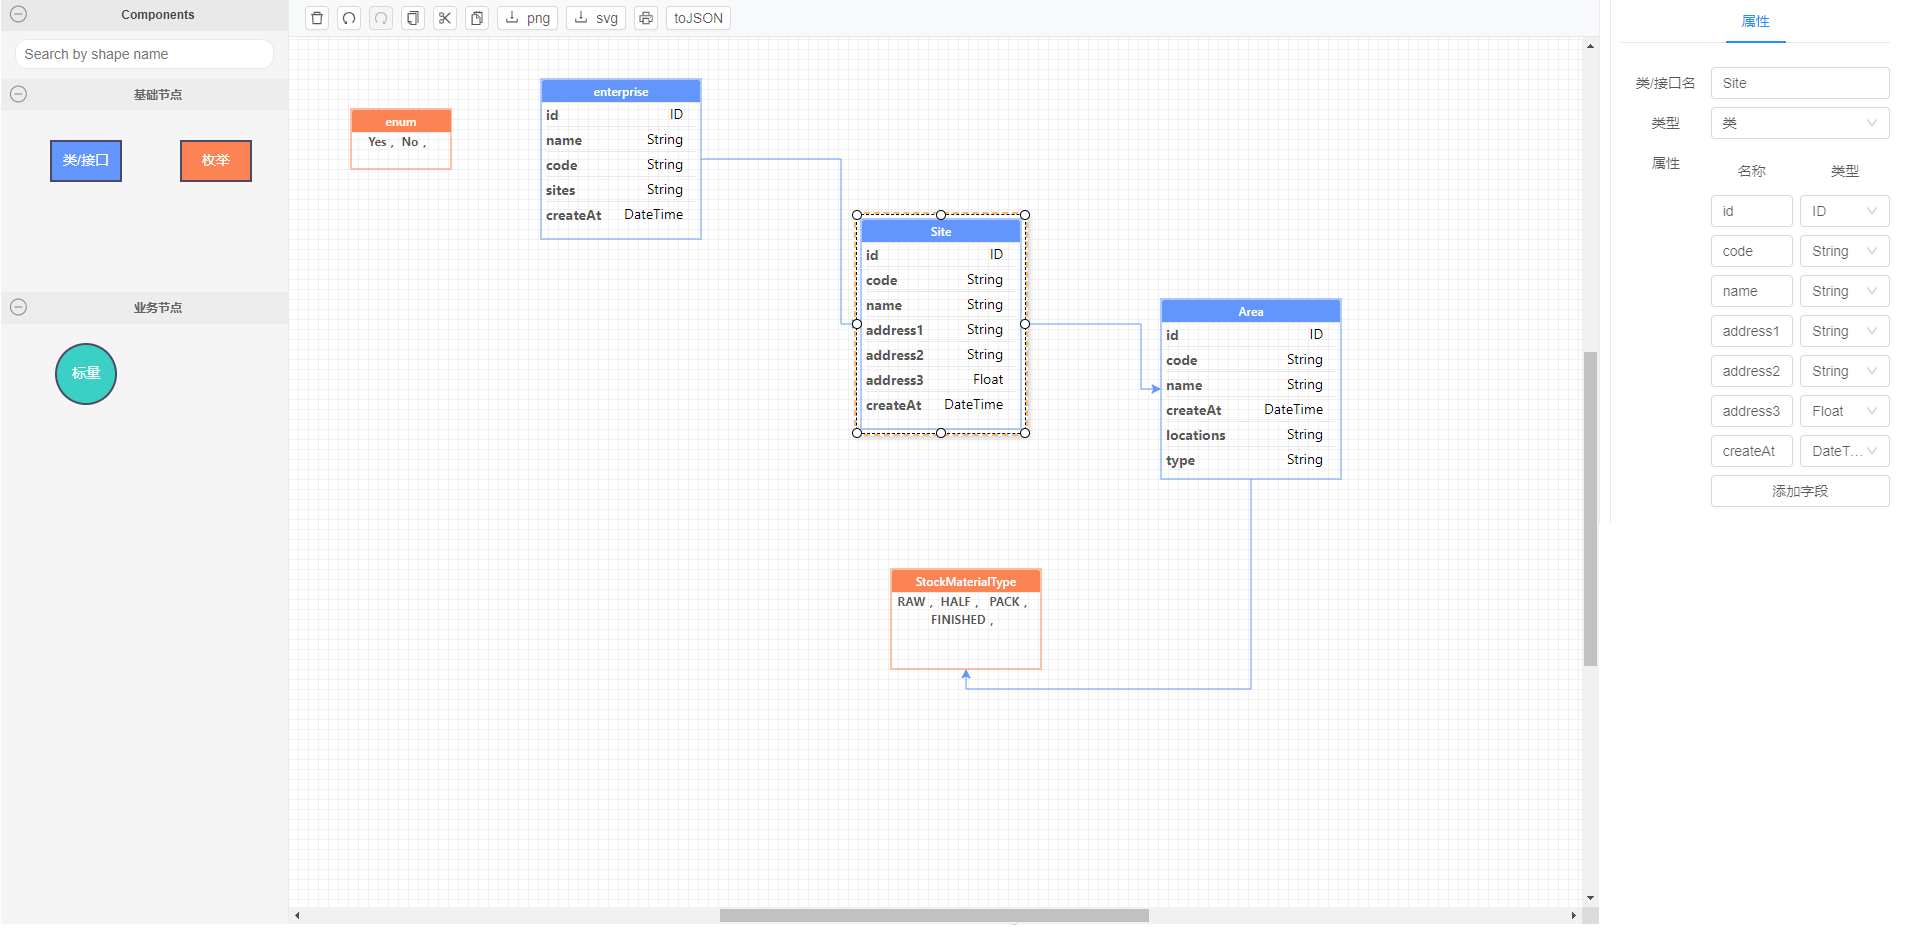 Components
Search by shape name
基础节点
类/接口
枚举
业务节点
标量
png
svg
toJSON
enum
Yes , No ,
enterprise
id ID
name String
code String
sites String
createAt DateTime
Site
id ID
code String
name String
address1 String
address2 String
address3 Float
createAt DateTime
Area
id ID
code String
name String
createAt DateTime
locations String
type String
StockMaterialType
RAW , HALF , PACK ,
FINISHED ,
属性
类/接口名 Site
类型 类
属性 名称 类型
id ID
code String
name String
address1 String
address2 String
address3 Float
createAt DateT...
添加字段